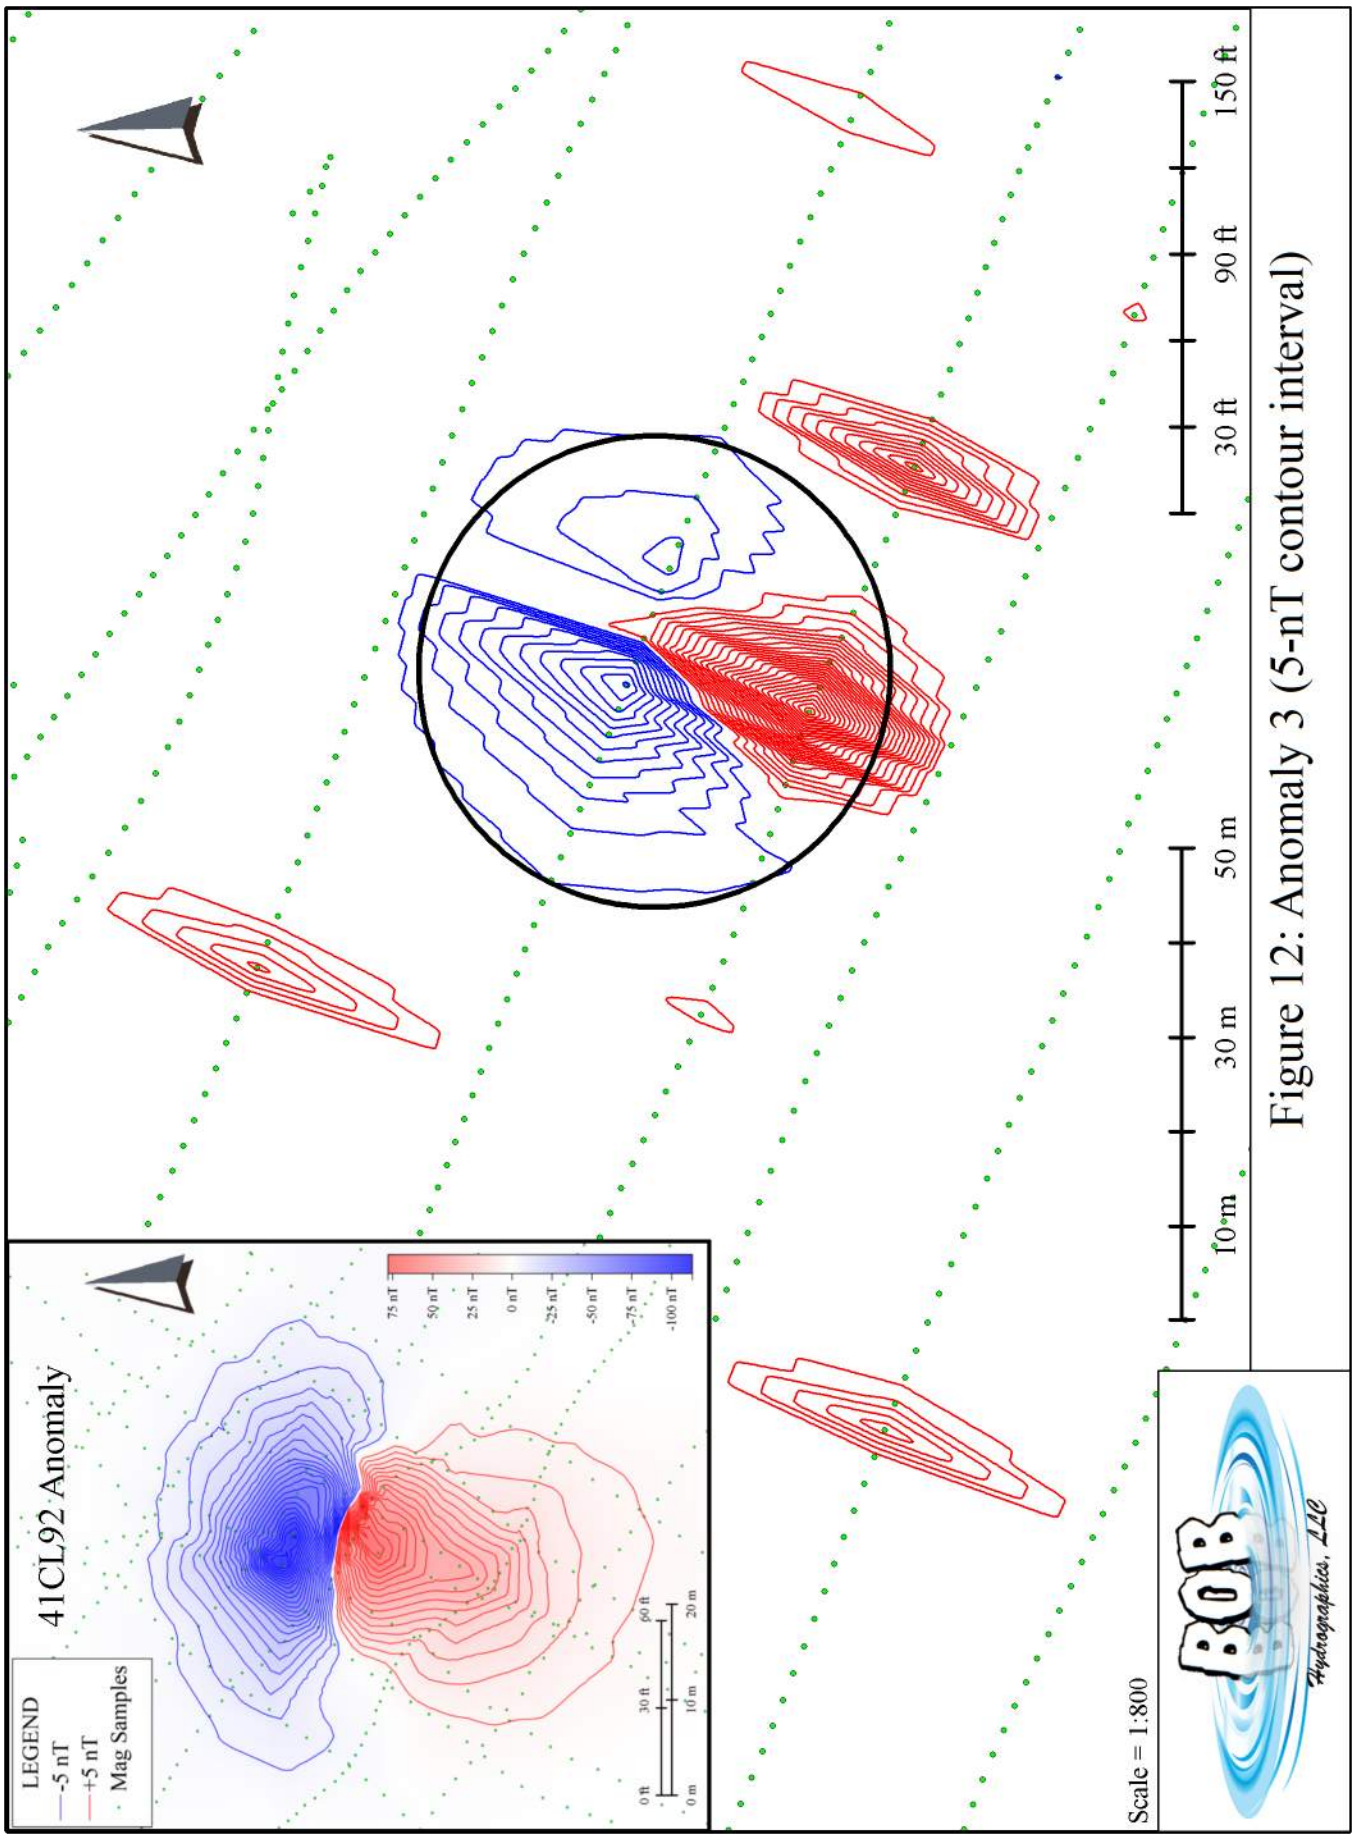 41CL92 Anomaly
LEGEND
-5 nT
+5 nT
Mag Samples
75 nT
50 nT
25 nT
0 nT
-25 nT
-50 nT
-75 nT
-100 nT
0 ft 30 ft 60 ft
0 m 10 m 20 m
Scale = 1:800
10 m 30 m 50 m 30 ft 90 ft 150 ft
BOB
Hydrographics, LLC
Figure 12: Anomaly 3 (5-nT contour interval)